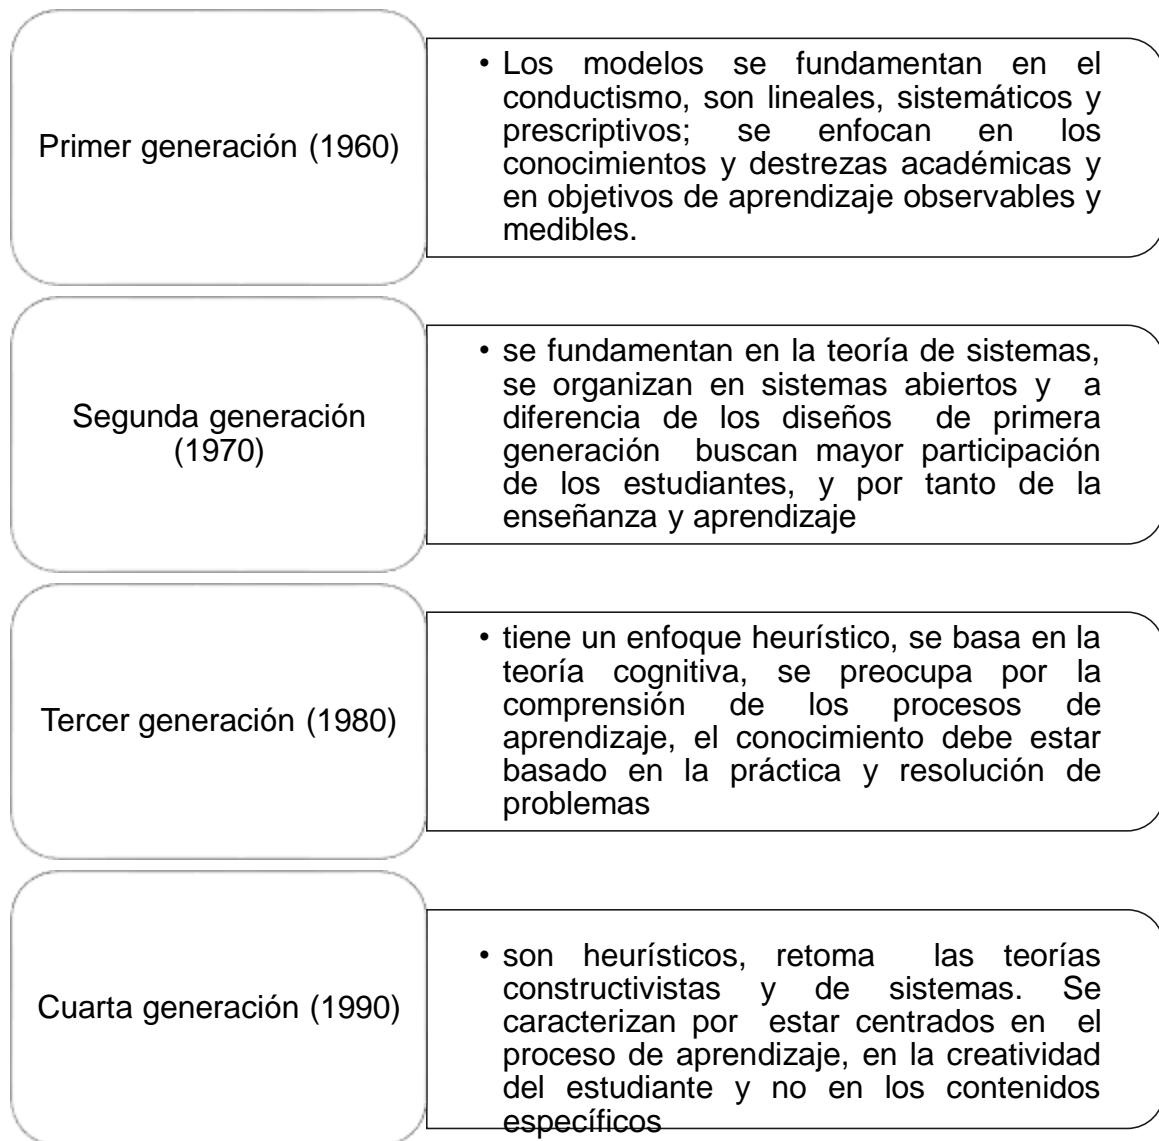 Primer generación (1960)
• Los modelos se fundamentan en el
conductismo, son lineales, sistemáticos y
prescriptivos; se enfocan en los
conocimientos y destrezas académicas y
en objetivos de aprendizaje observables y
medibles.
Segunda generación
(1970)
• se fundamentan en la teoría de sistemas,
se organizan en sistemas abiertos y a
diferencia de los diseños de primera
generación buscan mayor participación
de los estudiantes, y por tanto de la
enseñanza y aprendizaje
Tercer generación (1980)
• tiene un enfoque heurístico, se basa en la
teoría cognitiva, se preocupa por la
comprensión de los procesos de
aprendizaje, el conocimiento debe estar
basado en la práctica y resolución de
problemas
Cuarta generación (1990)
• son heurísticos, retoma las teorías
constructivistas y de sistemas. Se
caracterizan por estar centrados en el
proceso de aprendizaje, en la creatividad
del estudiante y no en los contenidos
específicos